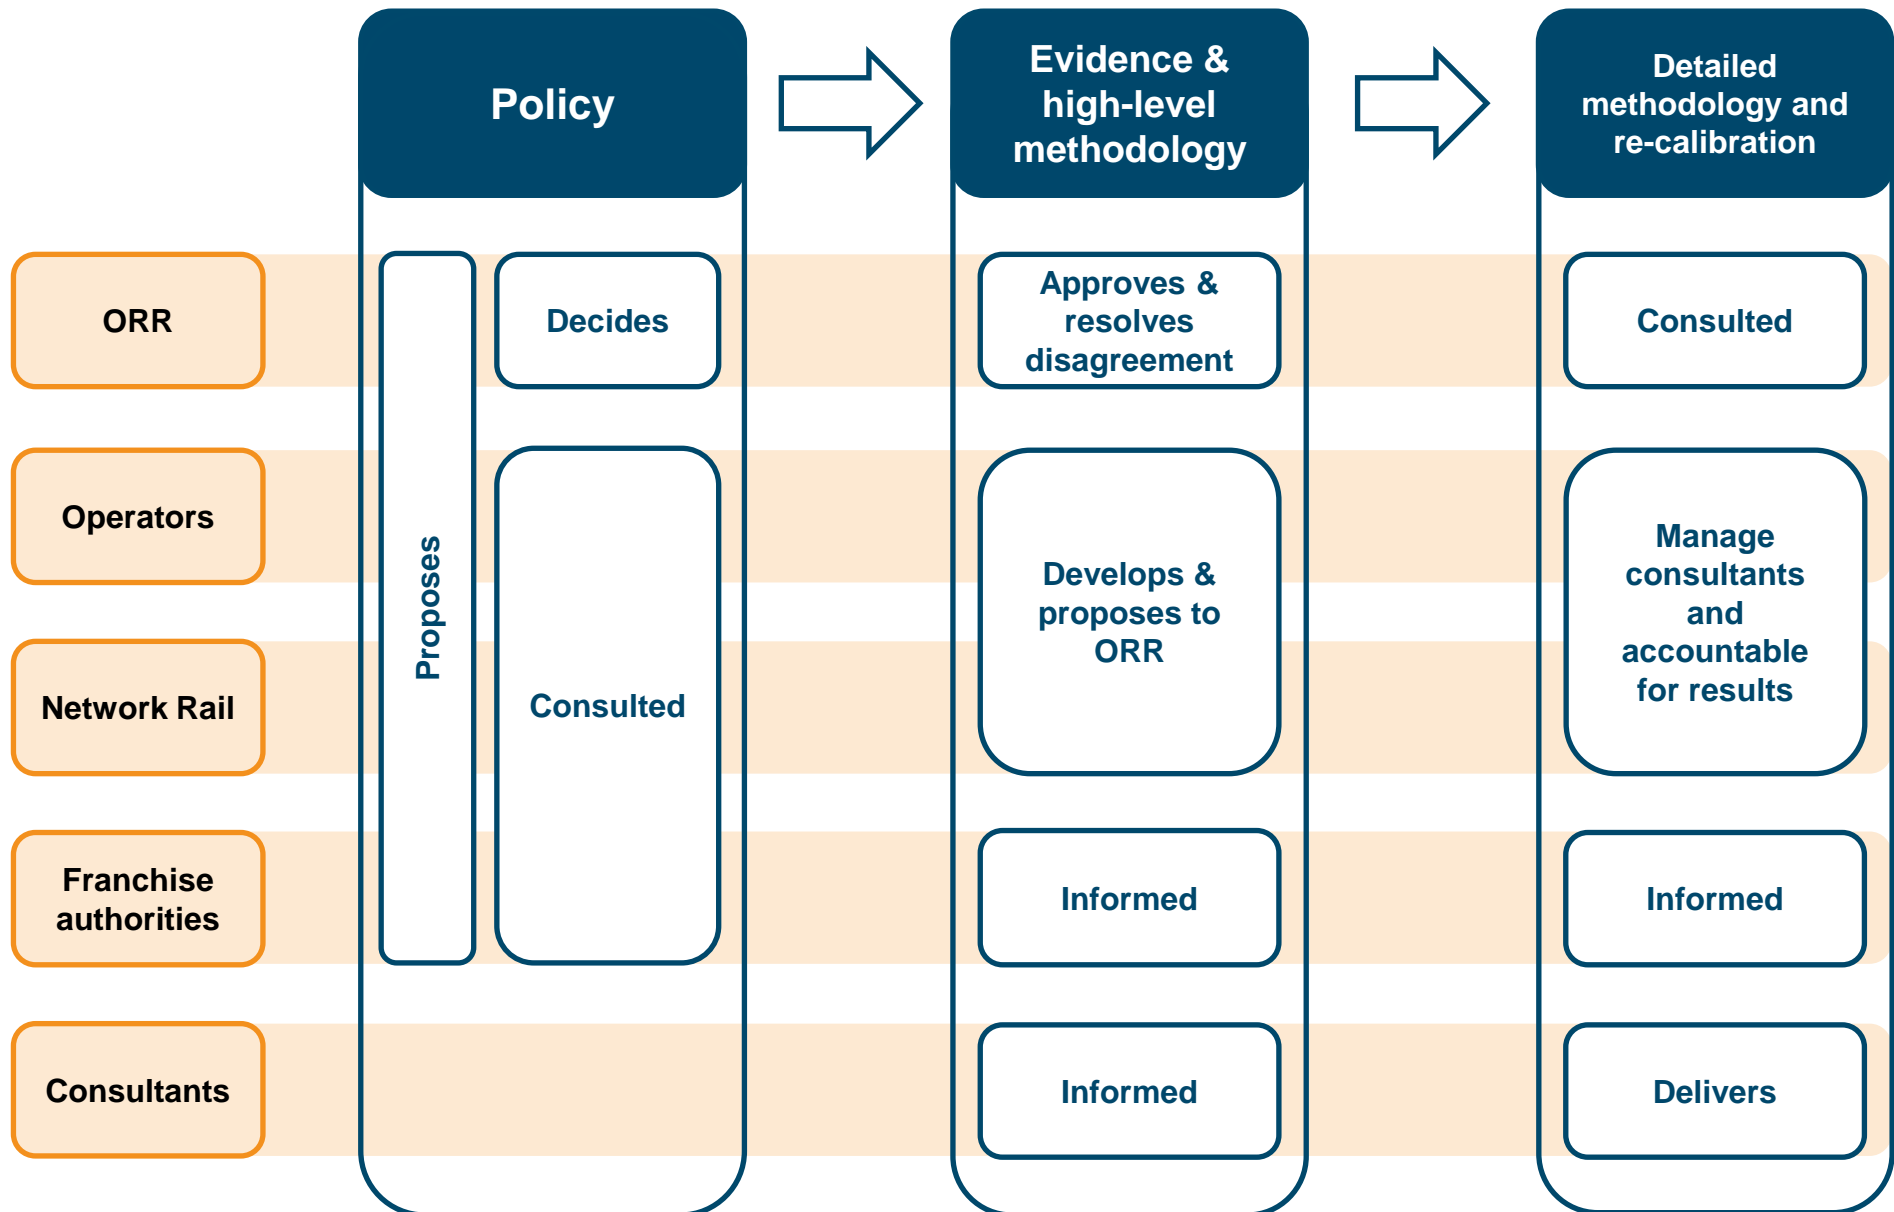 Policy
Evidence &
high-level
methodology
Detailed
methodology and
re-calibration
ORR
Proposes
Decides
Approves &
resolves
disagreement
Consulted
Operators
Network Rail
Consulted
Develops &
proposes to
ORR
Manage
consultants
and
accountable
for results
Franchise
authorities
Informed
Informed
Consultants
Informed
Delivers